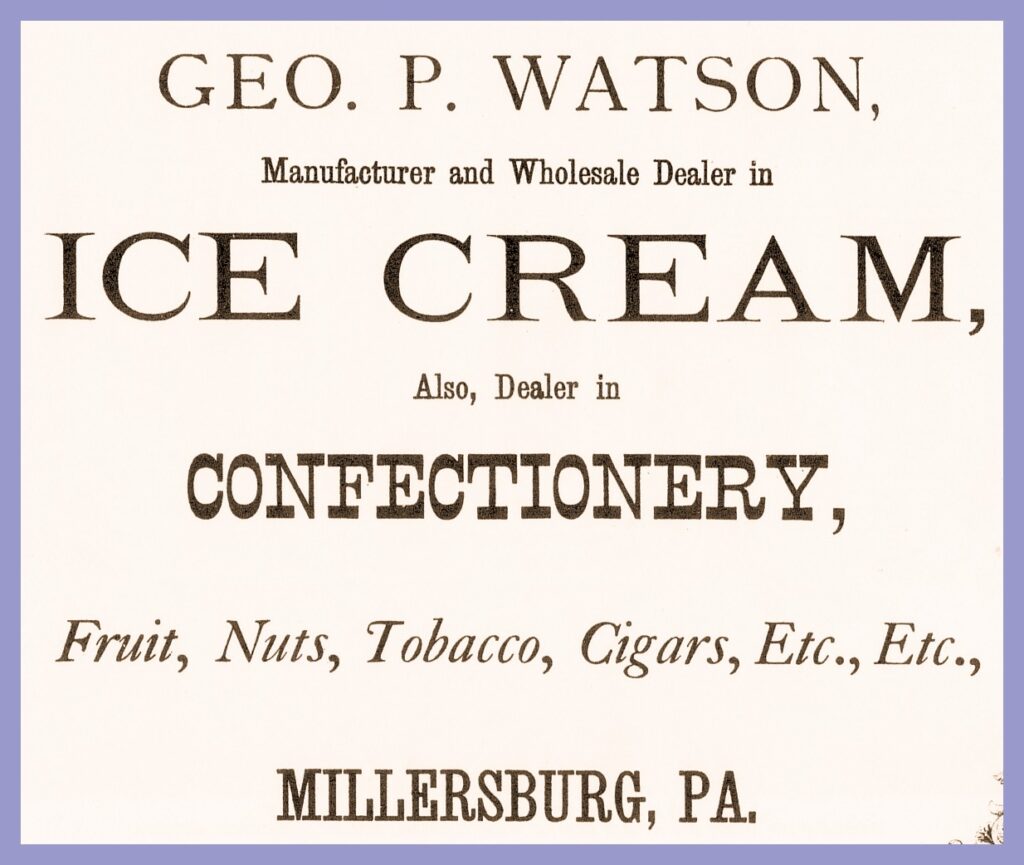 GEO. P. WATSON,
Manufacturer and Wholesale Dealer in
ICE CREAM,
Also, Dealer in
CONFECTIONERY,
Fruit, Nuts, Tobacco, Cigars, Etc., Etc.,
MILLERSBURG, PA.